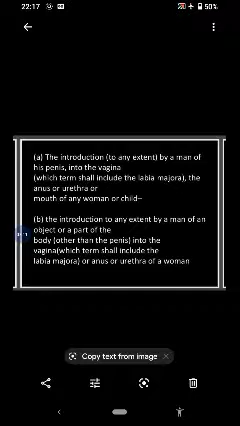 22:17
50%
(a) The introduction (to any extent) by a man of
his penis, into the vagina
(which term shall include the labia majora), the
anus or urethra or
mouth of any woman or child–
(b) the introduction to any extent by a man of an
object or a part of the
body (other than the penis) into the
vagina(which term shall include the
labia majora) or anus or urethra of a woman
Copy text from image